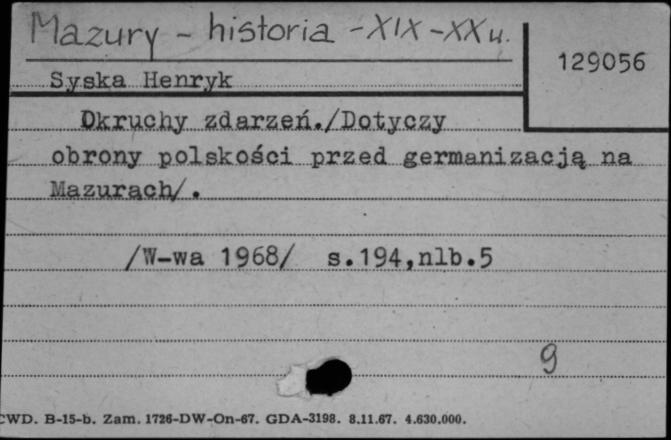 Mazury - historia - XIX - XX w.
129056
Syska Henryk
Okruchy zdarzeń./Dotyczy
obrony polskości przed germanizacją na
Mazurach/.
/W-wa 1968/ s.194,nlb.5
9
CWD. B-15-b. Zam. 1726-DW-On-67. GDA-3198. 8.11.67. 4.630.000.